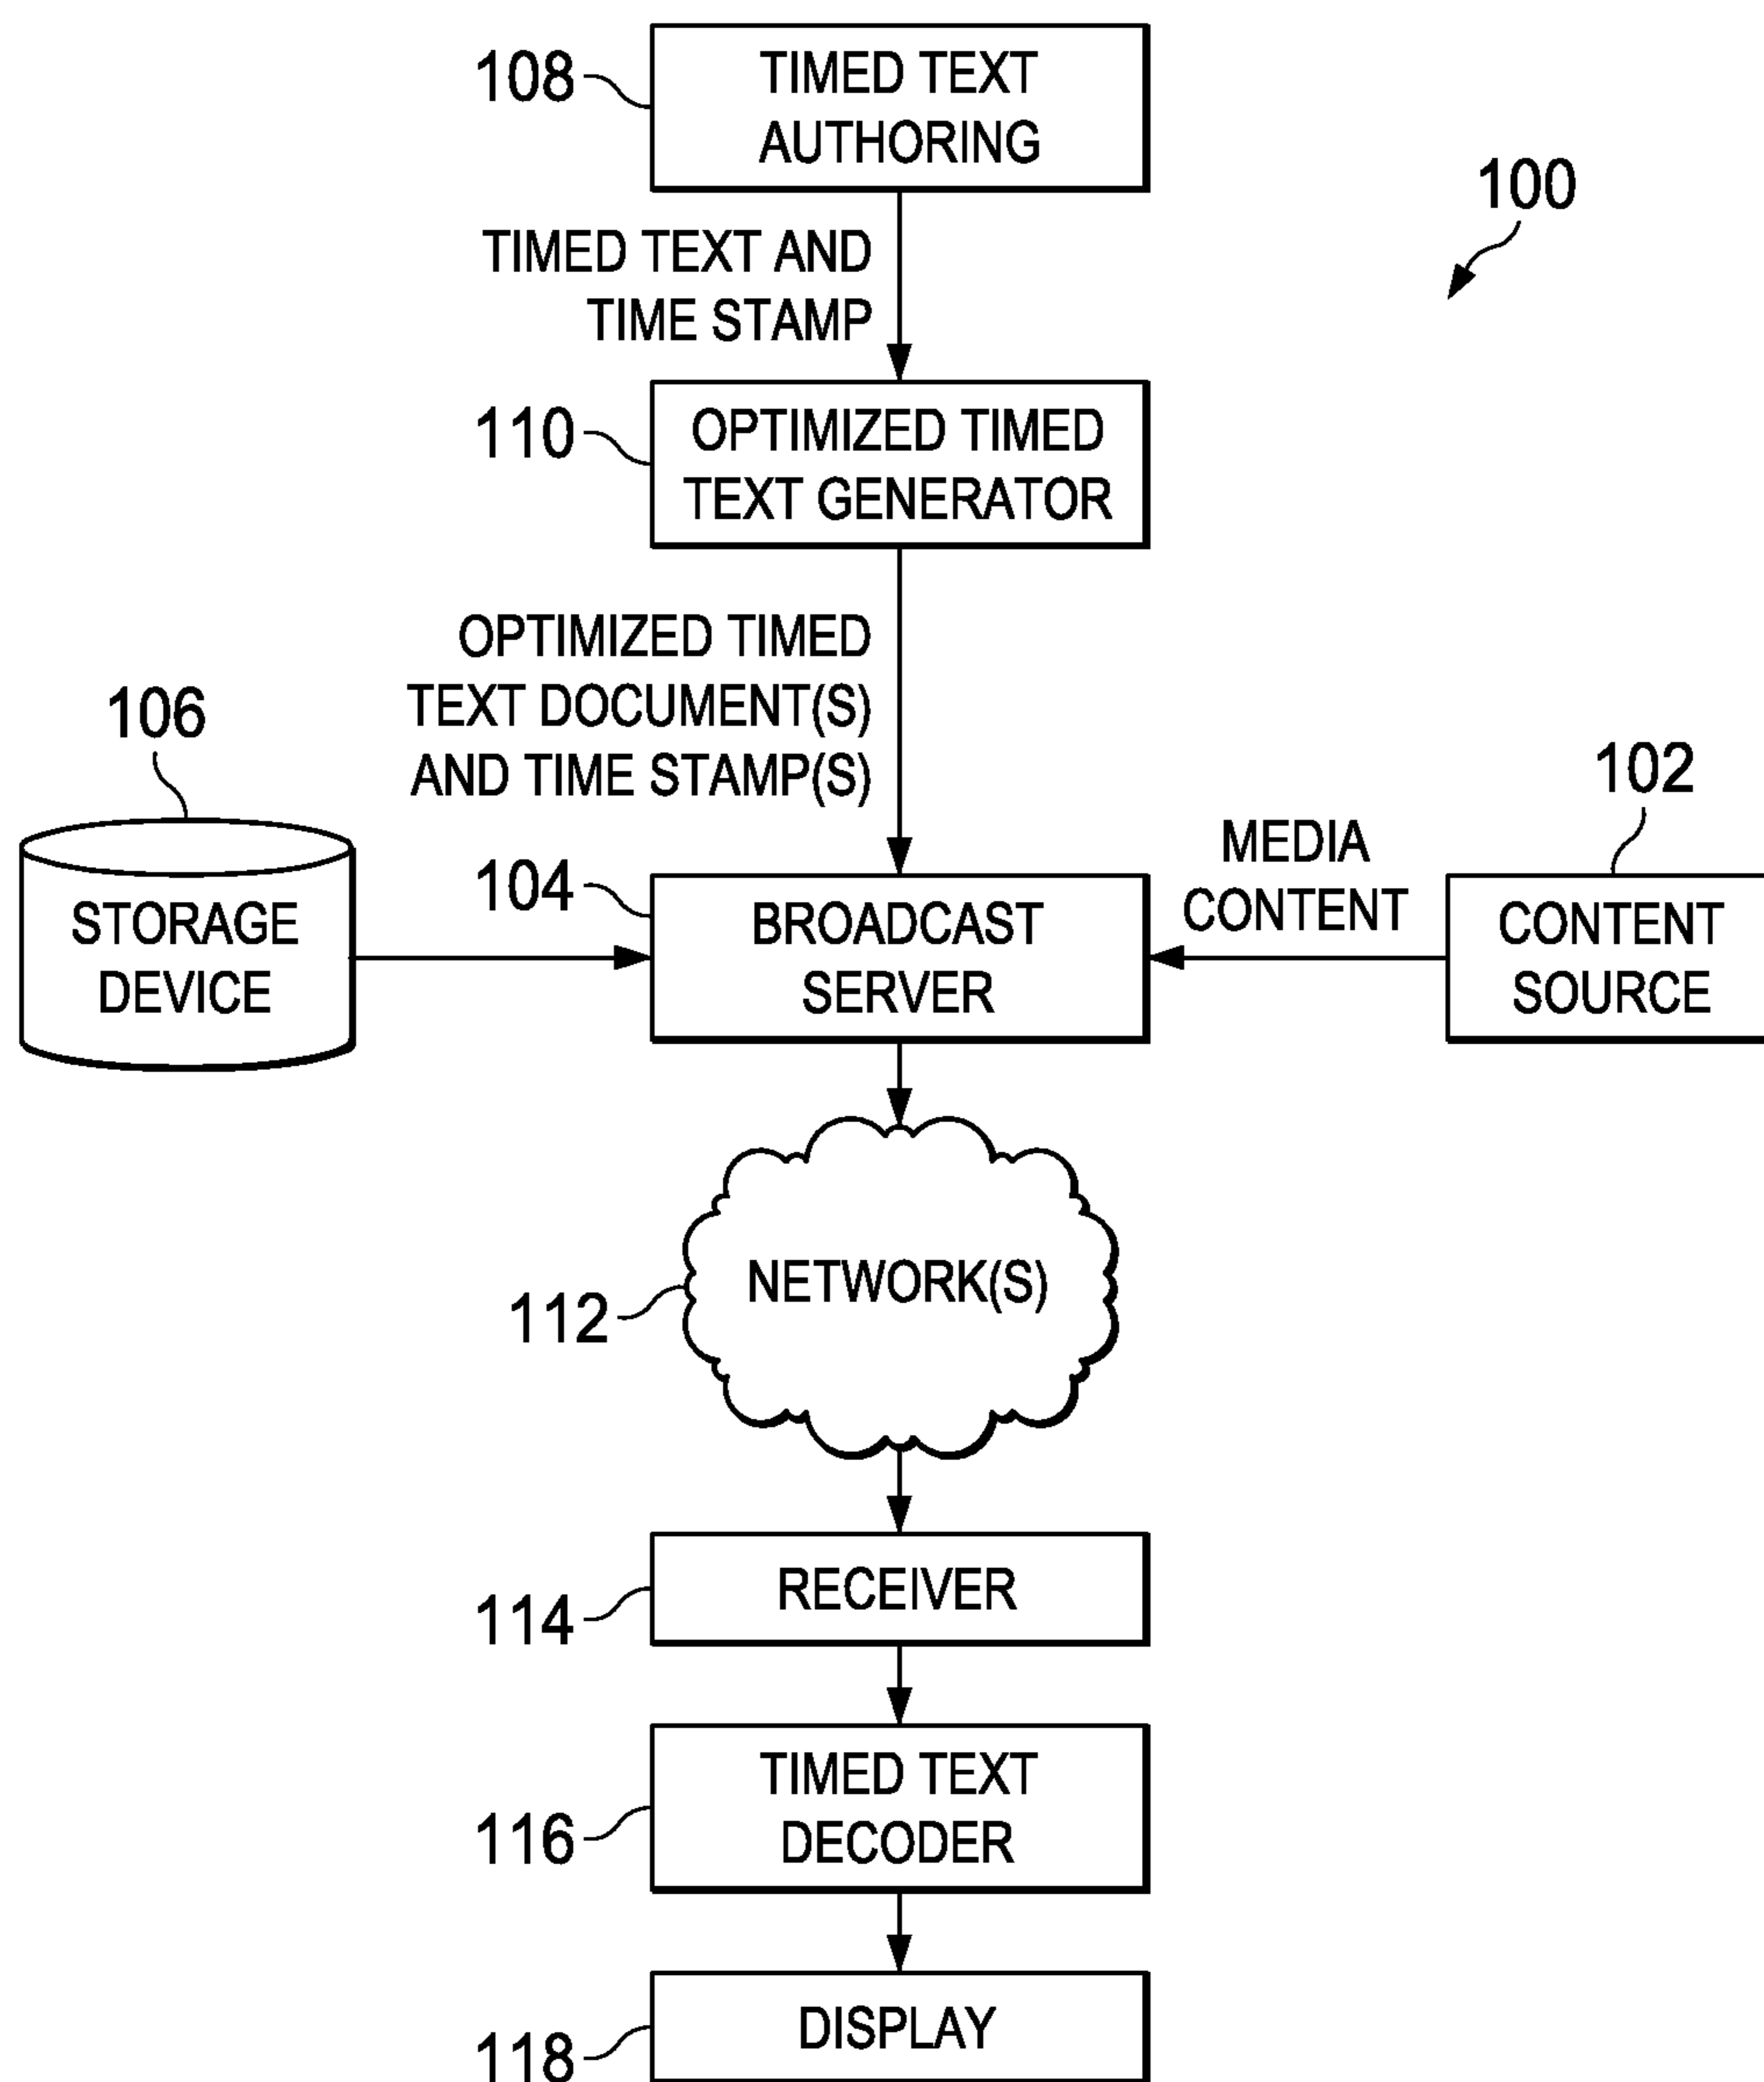 108
TIMED TEXT
AUTHORING
100
TIMED TEXT AND
TIME STAMP
110
OPTIMIZED TIMED
TEXT GENERATOR
OPTIMIZED TIMED
TEXT DOCUMENT(S)
AND TIME STAMP(S)
106
STORAGE
DEVICE
104
BROADCAST
SERVER
MEDIA
CONTENT
102
CONTENT
SOURCE
NETWORK(S)
112
RECEIVER
114
TIMED TEXT
DECODER
116
DISPLAY
118